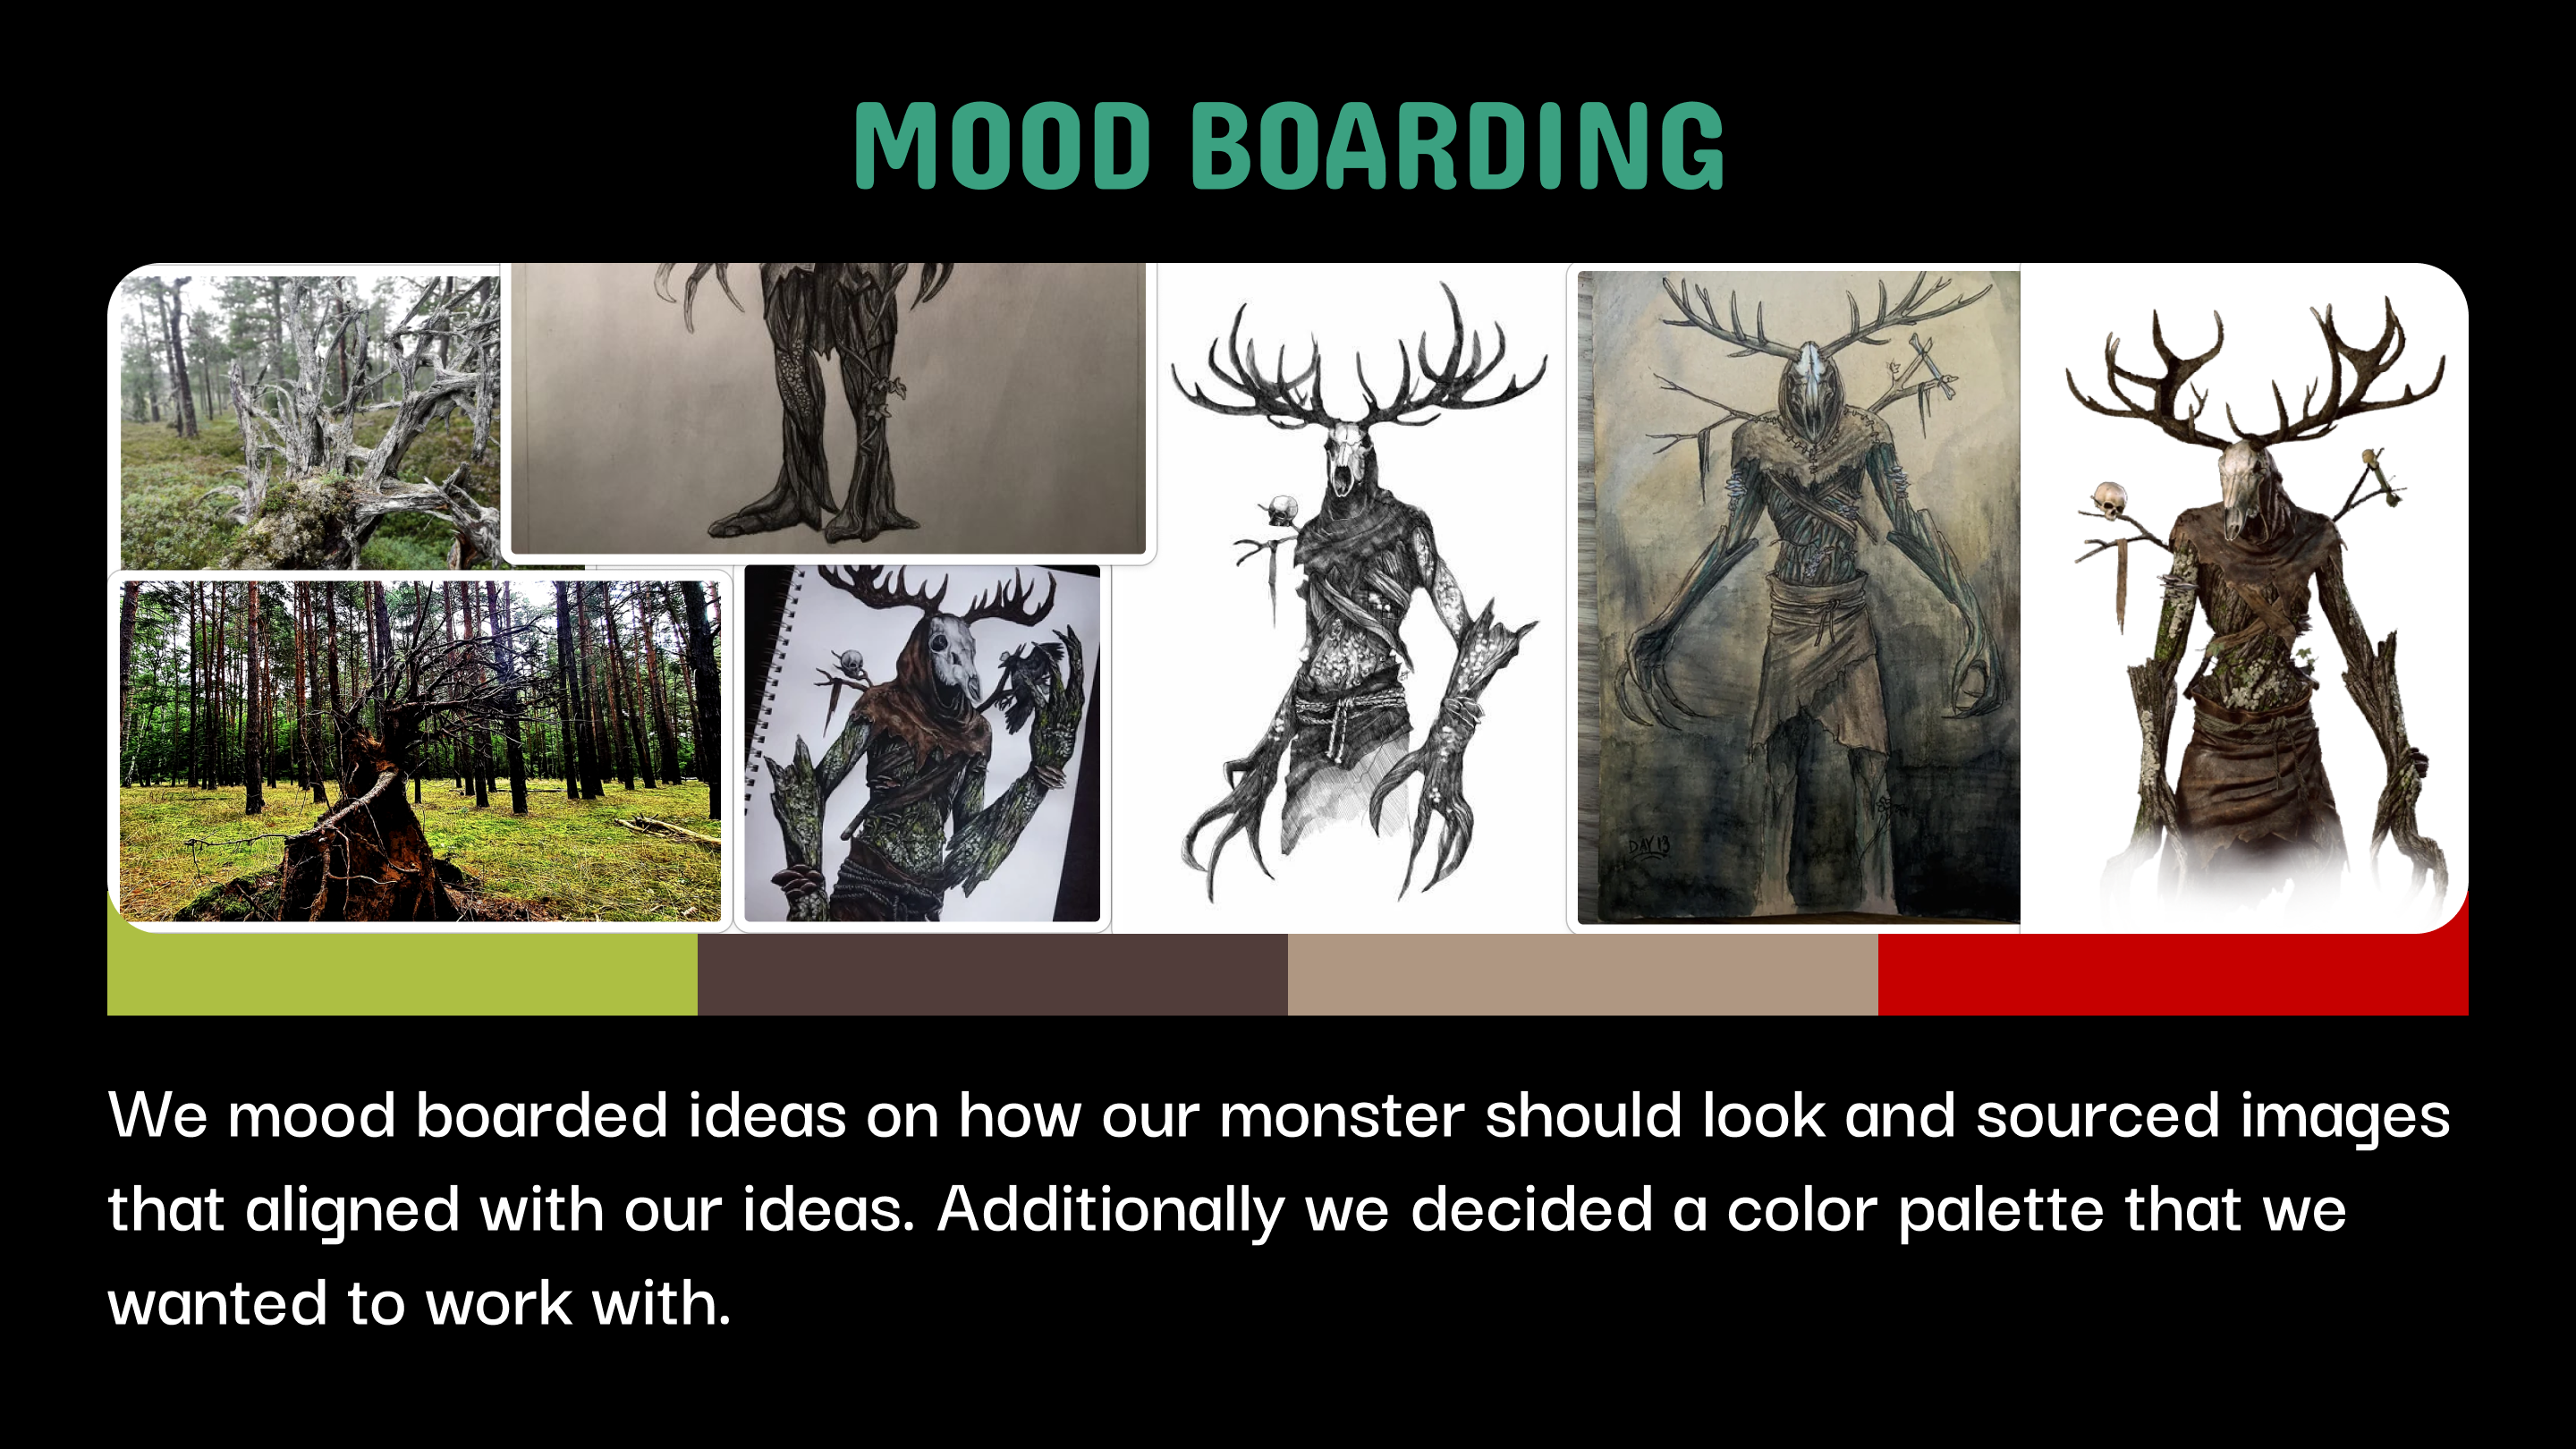 MOOD BOARDING
DAY 13
We mood boarded ideas on how our monster should look and sourced images
that aligned with our ideas. Additionally we decided a color palette that we
wanted to work with.